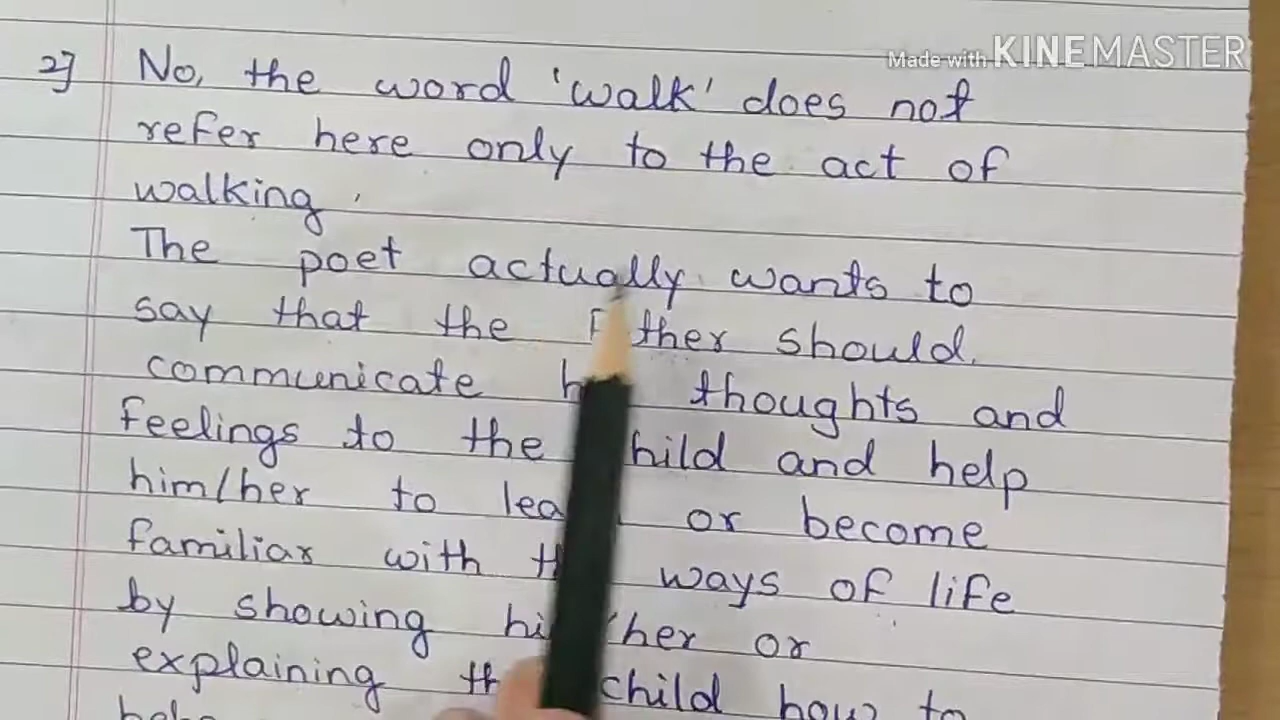 Made with KINEMASTER
2] No, the word 'walk' does not
refer here only to the act of
walking.
The poet actually wants to
say that the should.
communicate thoughts and
feelings to the and help
him/her to or become
familiar with ways of life
by showing or
explaining child how to